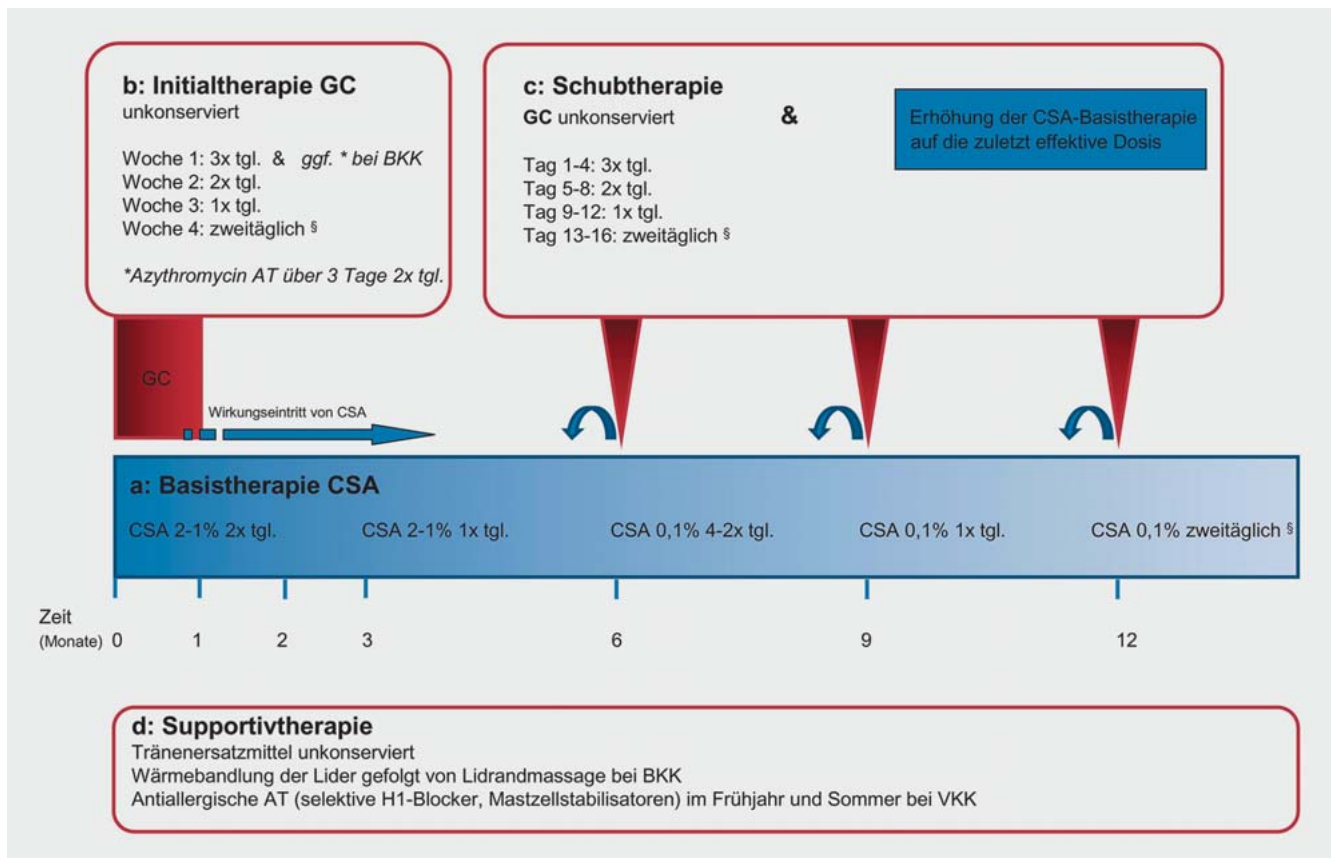 b: Initialtherapie GC
unkonserviert
Woche 1: 3x tgl. & ggf. * bei BKK
Woche 2: 2x tgl.
Woche 3: 1x tgl.
Woche 4: zweitäglich §
*Azythromycin AT über 3 Tage 2x tgl.
c: Schubtherapie
GC unkonserviert &
Tag 1-4: 3x tgl.
Tag 5-8: 2x tgl.
Tag 9-12: 1x tgl.
Tag 13-16: zweitäglich §
Erhöhung der CSA-Basistherapie
auf die zuletzt effektive Dosis
GC
Wirkungseintritt von CSA
a: Basistherapie CSA
CSA 2-1% 2x tgl. CSA 2-1% 1x tgl. CSA 0,1% 4-2x tgl. CSA 0,1% 1x tgl. CSA 0,1% zweitäglich §
Zeit
(Monate) 0 1 2 3 6 9 12
d: Supportivtherapie
Tränenersatzmittel unkonserviert
Wärmebandlung der Lider gefolgt von Lidrandmassage bei BKK
Antiallergische AT (selektive H1-Blocker, Mastzellstabilisatoren) im Frühjahr und Sommer bei VKK